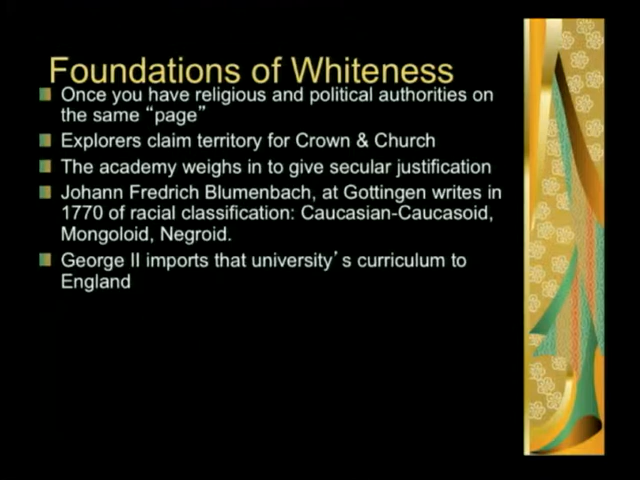 Foundations of Whiteness
Once you have religious and political authorities on
the same “page”
Explorers claim territory for Crown & Church
The academy weighs in to give secular justification
Johann Fredrich Blumenbach, at Gottingen writes in
1770 of racial classification: Caucasian-Caucasoid,
Mongoloid, Negroid.
George II imports that university’s curriculum to
England